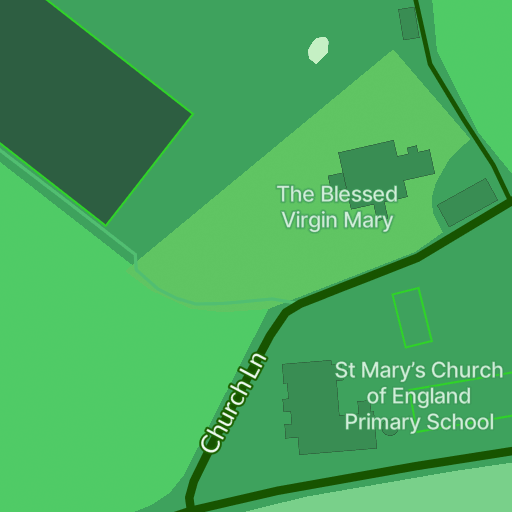 The Blessed
Virgin Mary
Church Ln
St Mary’s Church
of England
Primary School